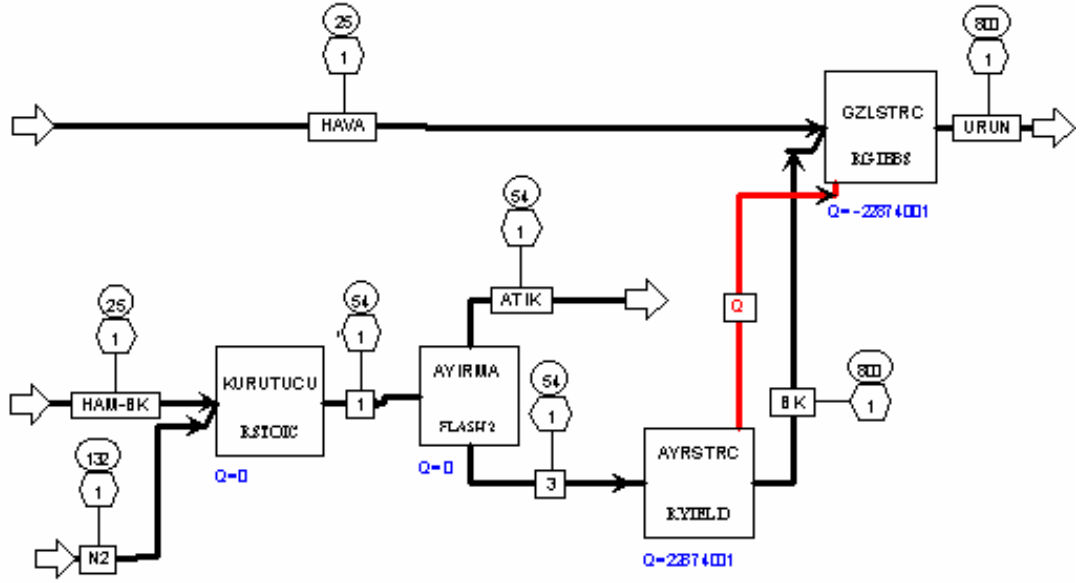 25
1
HAVA
800
1
URUN
GZLSTRC
RGIBBS
Q=-22874001
54
1
ATIK
25
1
HAM-BK
KURUTUCU
RSTOIC
Q=0
54
1
1
AYIRMA
FLASH2
Q=0
54
1
3
Q
BK
800
1
AYRSTRC
RYIELD
Q=22874001
132
1
N2